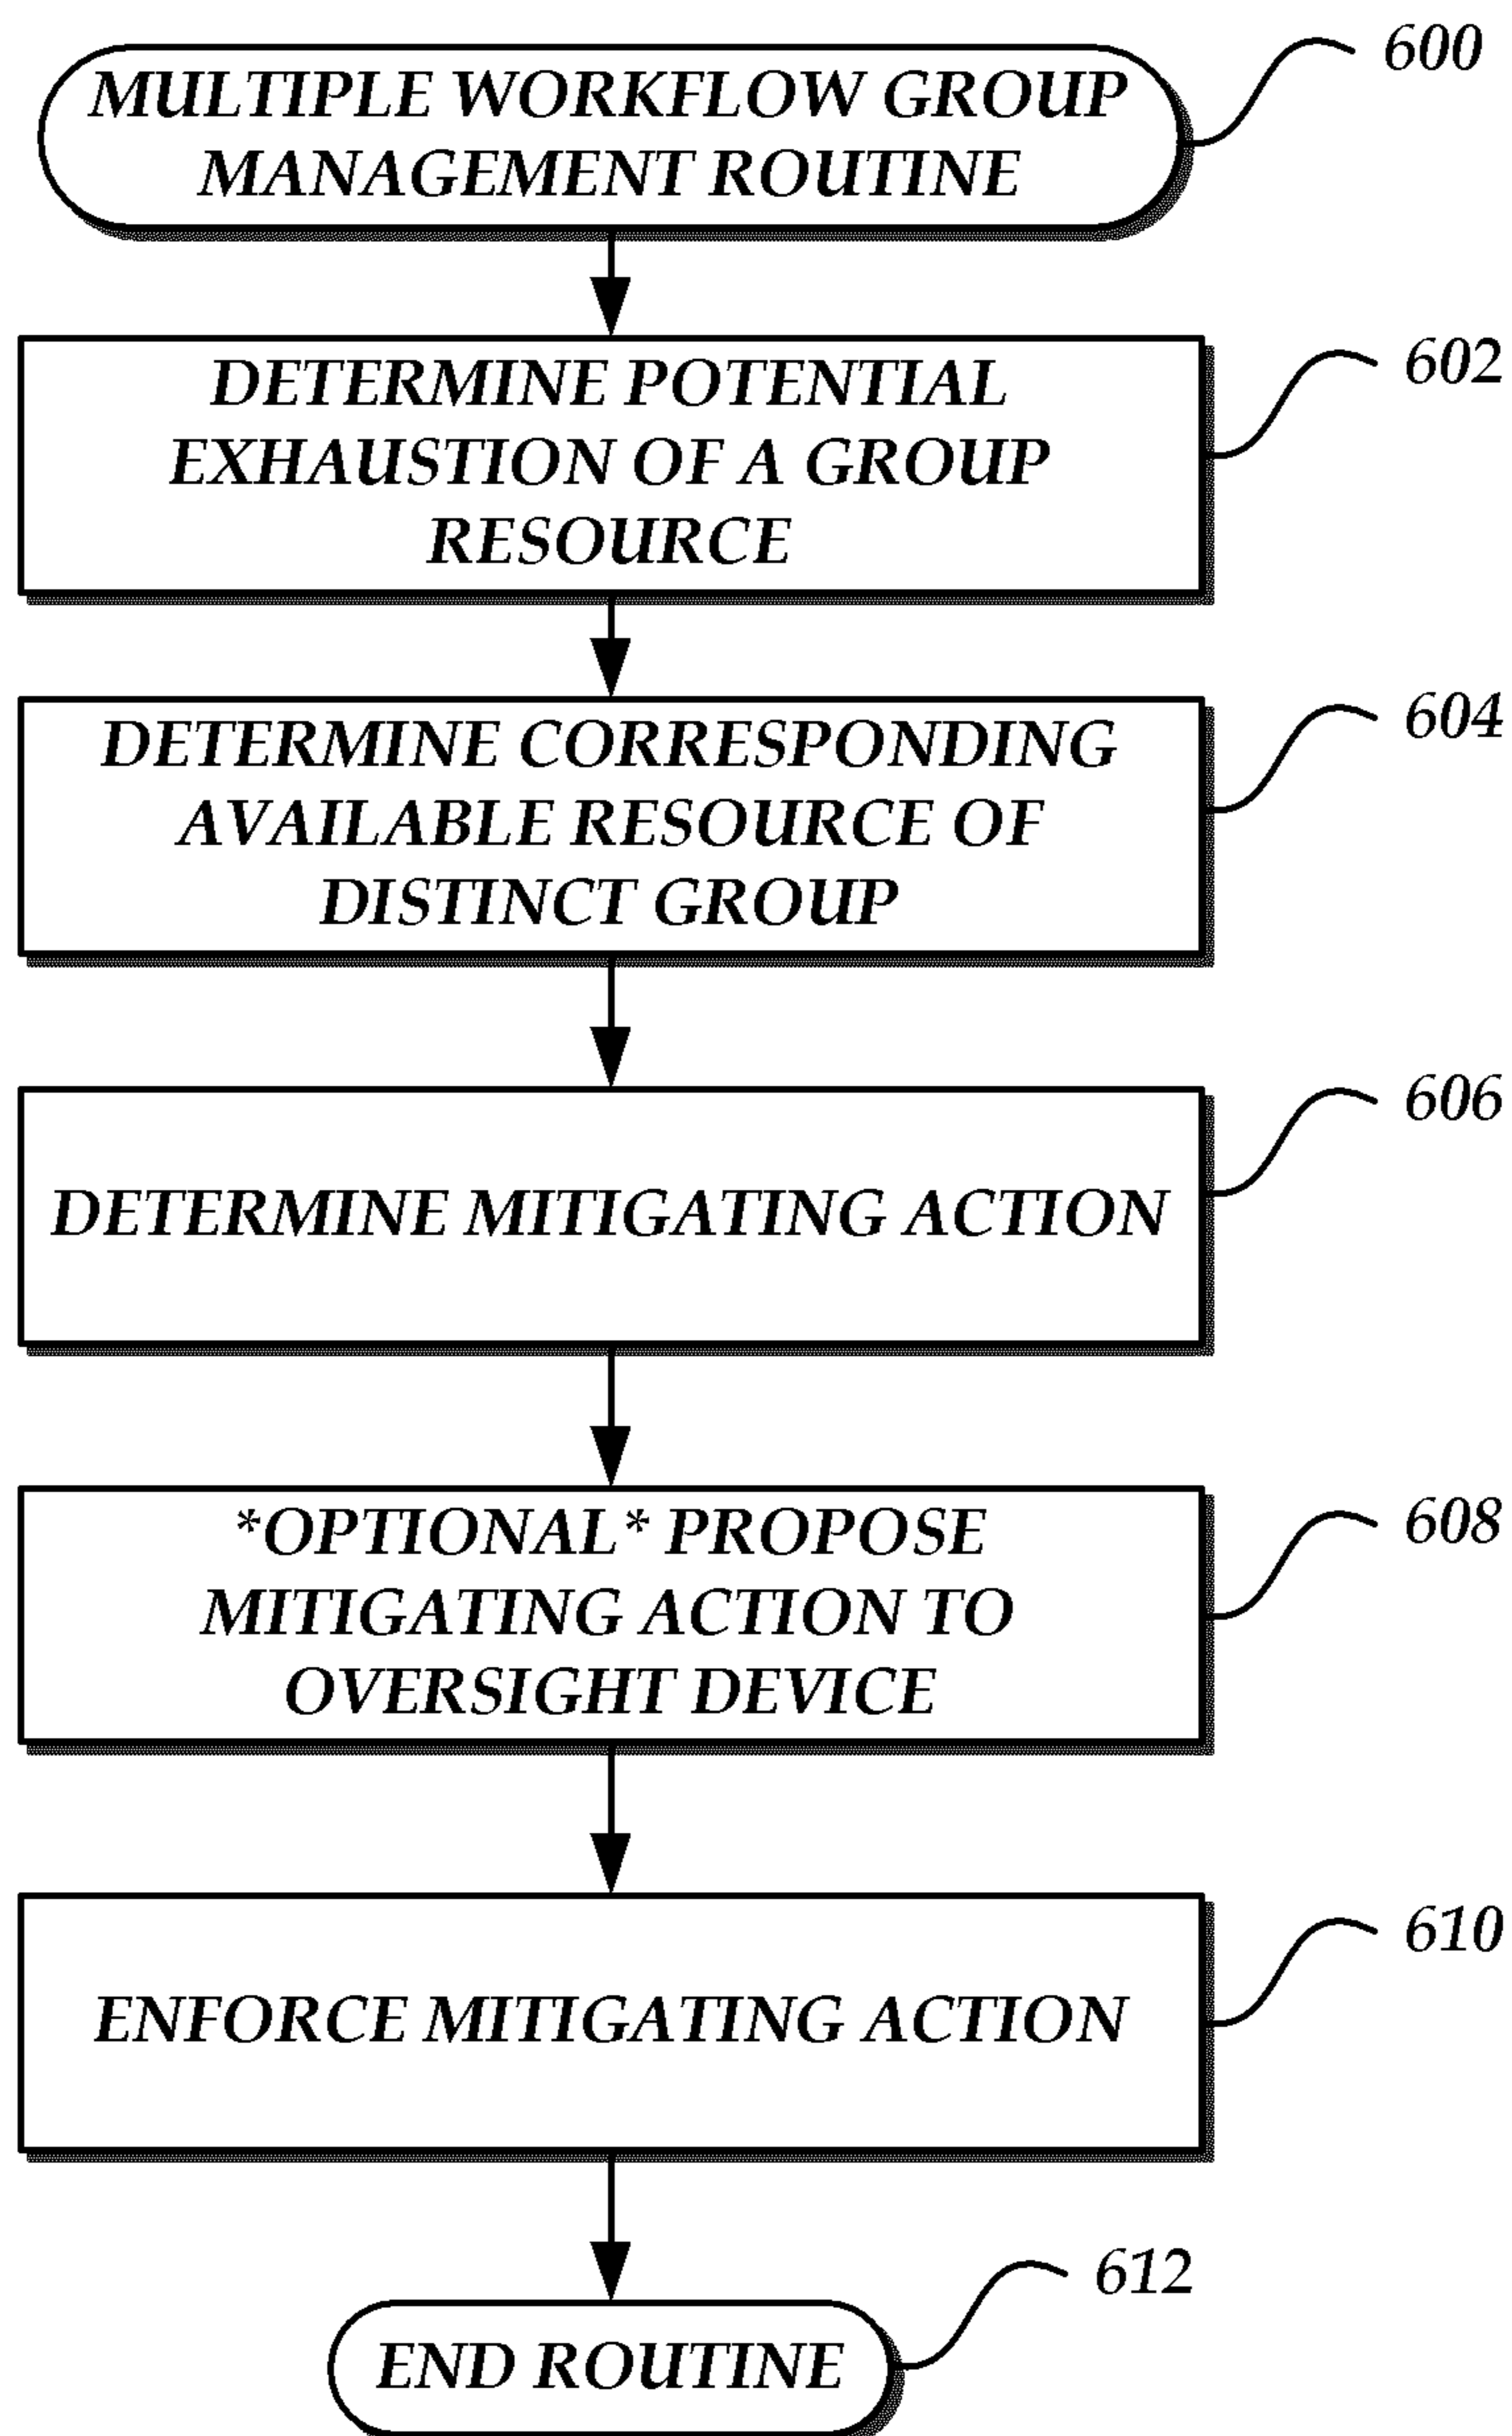 600
MULTIPLE WORKFLOW GROUP
MANAGEMENT ROUTINE
602
DETERMINE POTENTIAL
EXHAUSTION OF A GROUP
RESOURCE
604
DETERMINE CORRESPONDING
AVAILABLE RESOURCE OF
DISTINCT GROUP
606
DETERMINE MITIGATING ACTION
608
*OPTIONAL* PROPOSE
MITIGATING ACTION TO
OVERSIGHT DEVICE
610
ENFORCE MITIGATING ACTION
612
END ROUTINE